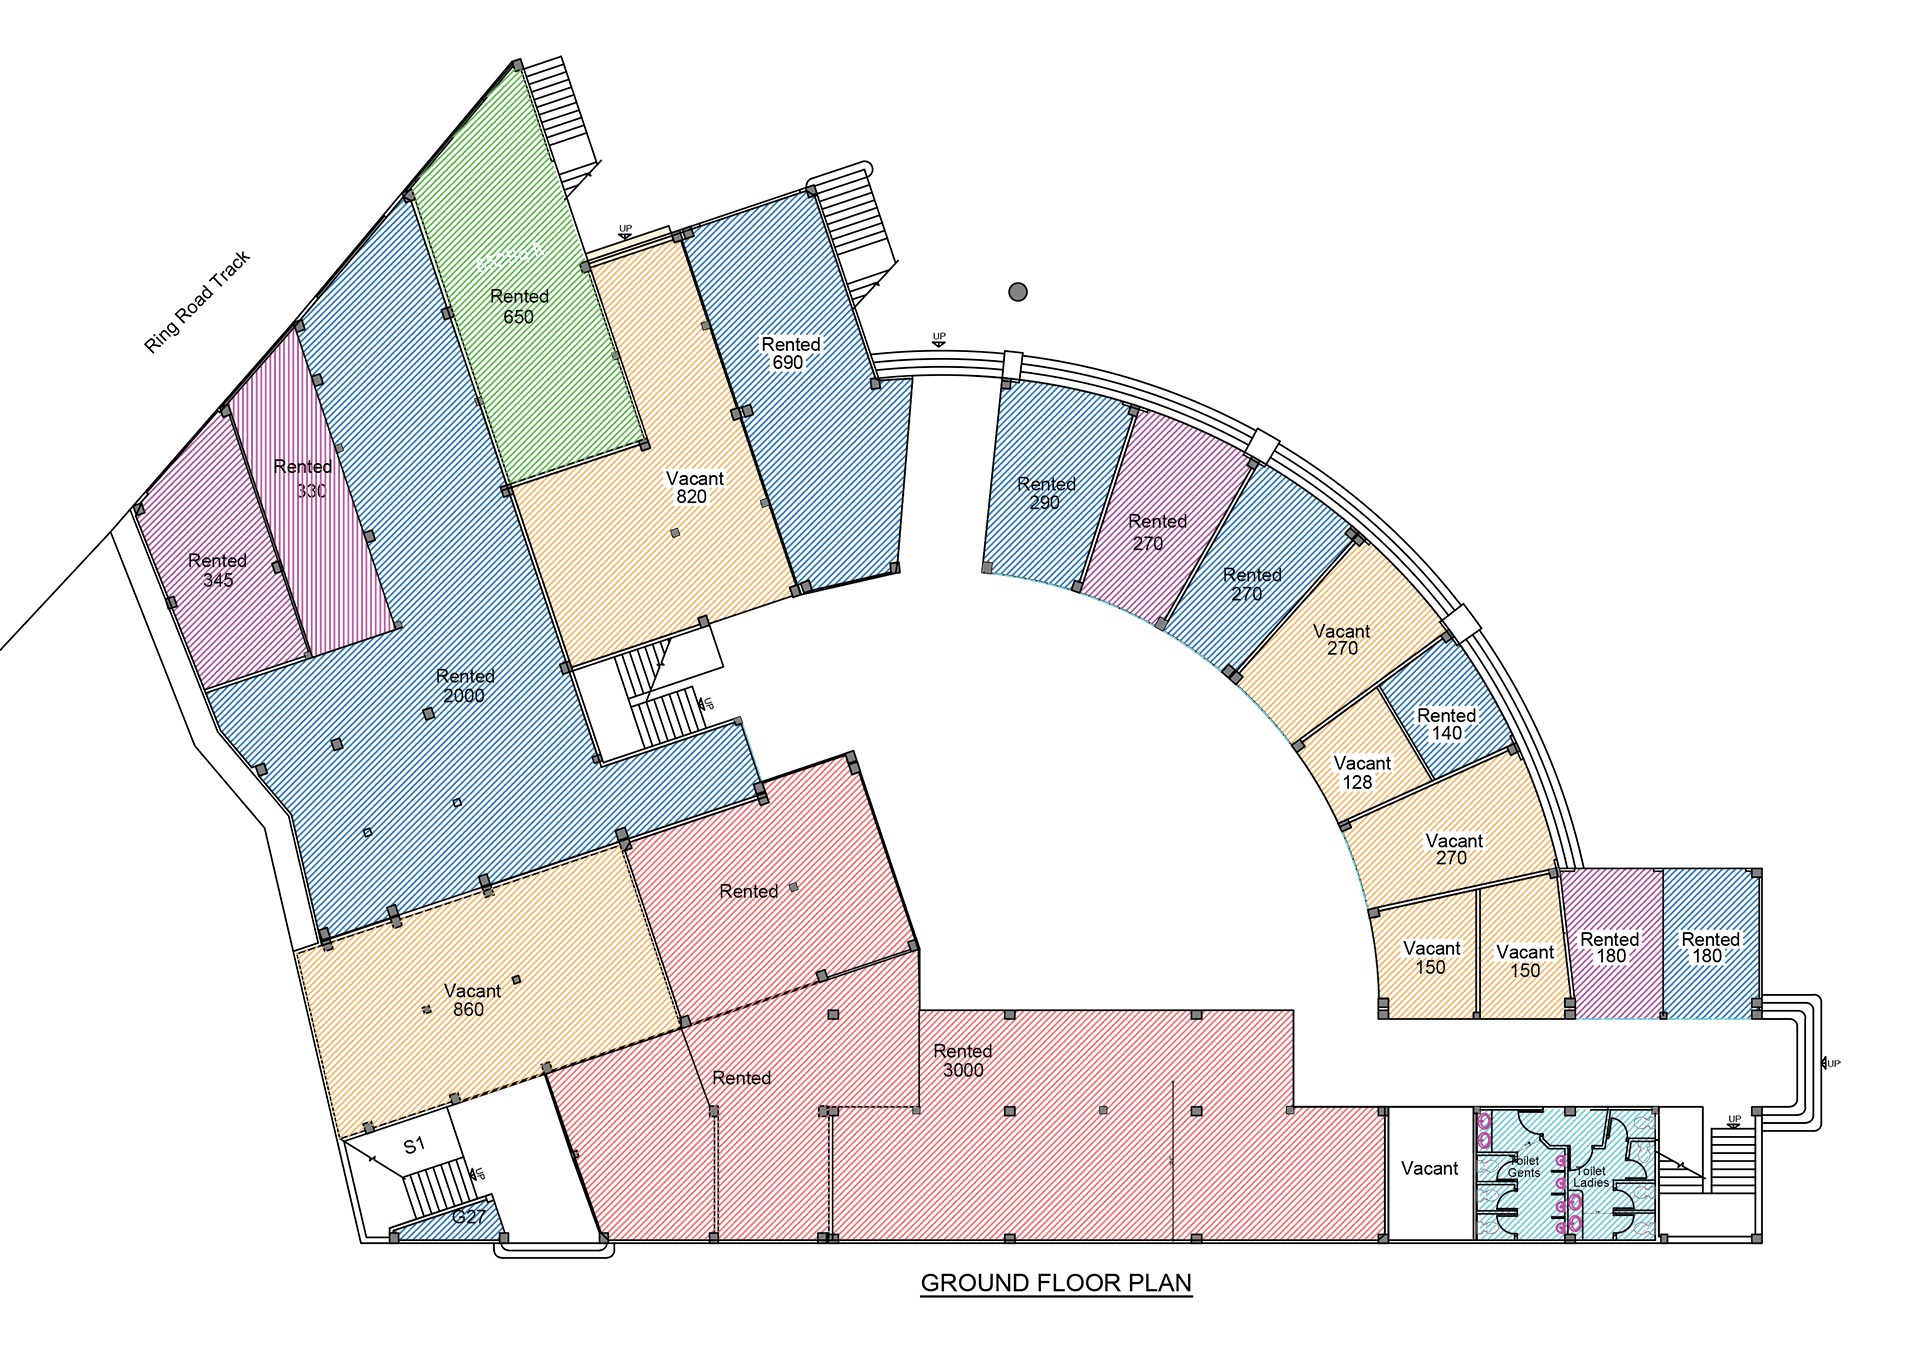 Ring Road Track
UP
UP
UP
Rented
650
Rented
690
Rented
330
Vacant
820
Rented
290
Rented
270
Rented
270
Rented
345
Vacant
270
Rented
2000
UP
Rented
140
Vacant
128
Vacant
270
Rented
Vacant
150
Vacant
150
Rented
180
Rented
180
Vacant
860
Rented
3000
Rented
UP
UP
S1
UP
G27
Vacant
Toilet
Gents
Toilet
Ladies
GROUND FLOOR PLAN